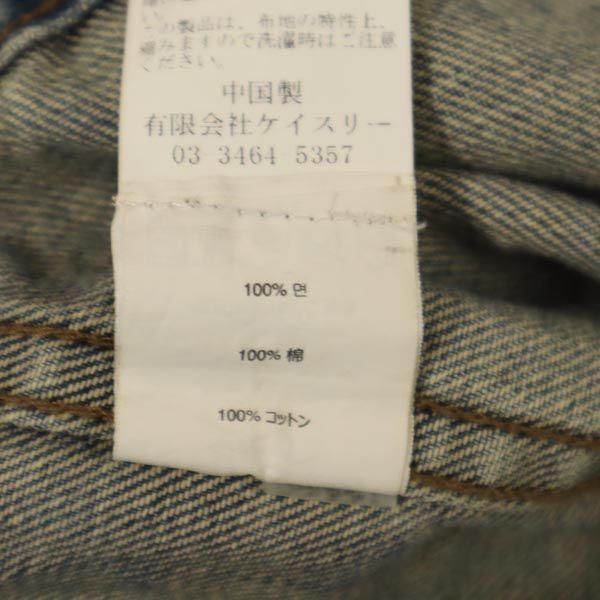 い。
この製品は、布地の特性上、
縮みますので洗濯時はご注意
ください。
中国製
有限会社ケイスリー
03-3464-5357
100% 면
100% 棉
100% コットン